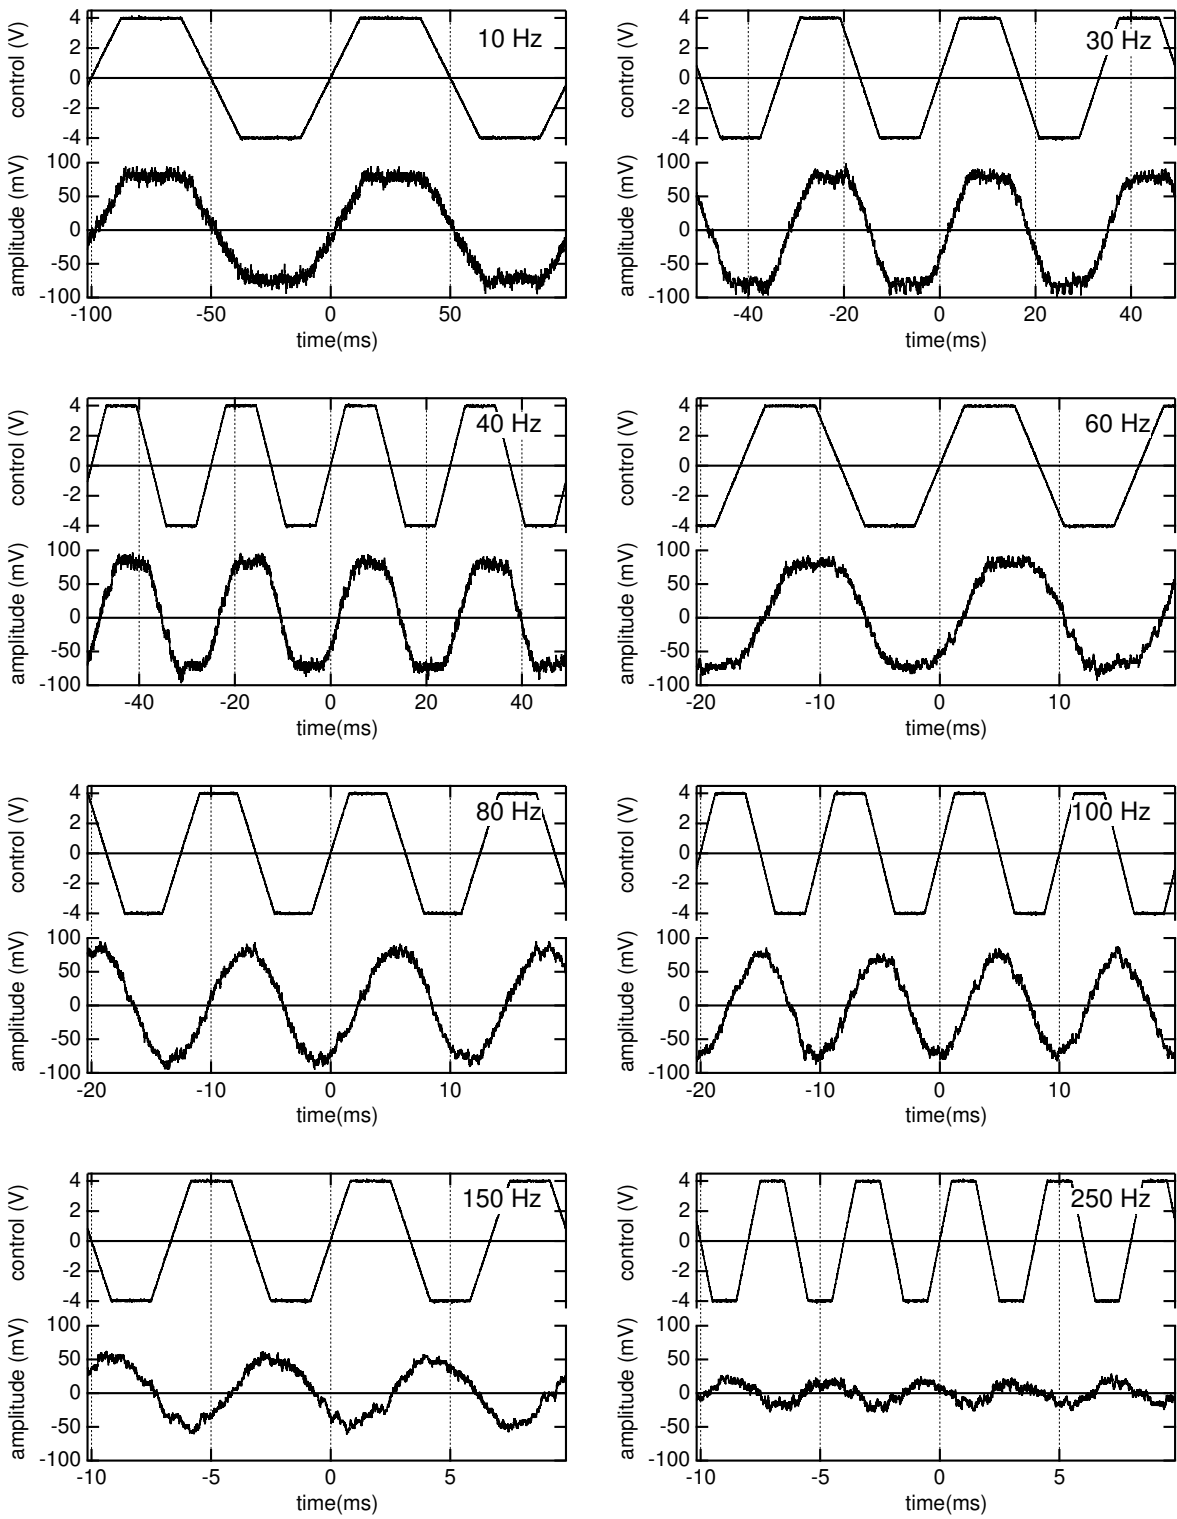 control (V)
4
2
0
-2
-4
10 Hz
amplitude (mV)
100
50
0
-50
-100
-100 -50 0 50
time(ms)
control (V)
4
2
0
-2
-4
30 Hz
amplitude (mV)
100
50
0
-50
-100
-40 -20 0 20 40
time(ms)
control (V)
4
2
0
-2
-4
40 Hz
amplitude (mV)
100
50
0
-50
-100
-40 -20 0 20 40
time(ms)
control (V)
4
2
0
-2
-4
60 Hz
amplitude (mV)
100
50
0
-50
-100
-20 -10 0 10
time(ms)
control (V)
4
2
0
-2
-4
80 Hz
amplitude (mV)
100
50
0
-50
-100
-20 -10 0 10
time(ms)
control (V)
4
2
0
-2
-4
100 Hz
amplitude (mV)
100
50
0
-50
-100
-20 -10 0 10
time(ms)
control (V)
4
2
0
-2
-4
150 Hz
amplitude (mV)
100
50
0
-50
-100
-10 -5 0 5
time(ms)
control (V)
4
2
0
-2
-4
250 Hz
amplitude (mV)
100
50
0
-50
-100
-10 -5 0 5
time(ms)